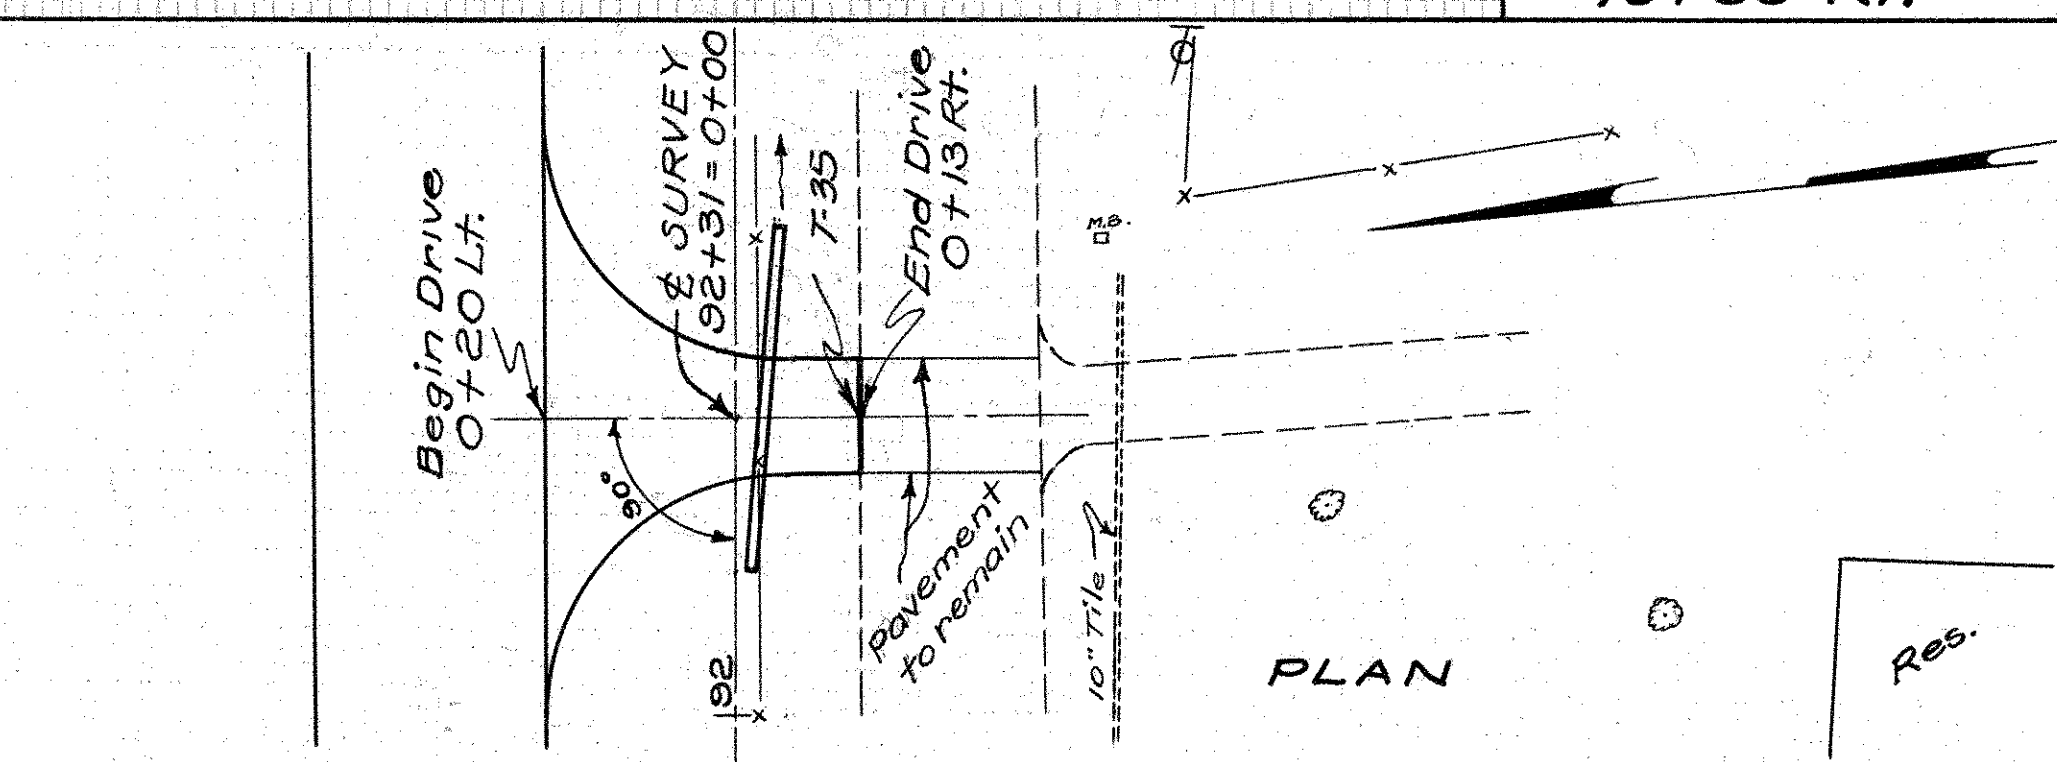 Begin Drive
0+20 Lt.
℄ SURVEY
92+31=0+00
T-35
End Drive
0+13 Rt.
M.B.
90°
192
pavement
to remain
10" Tile
PLAN
Res.